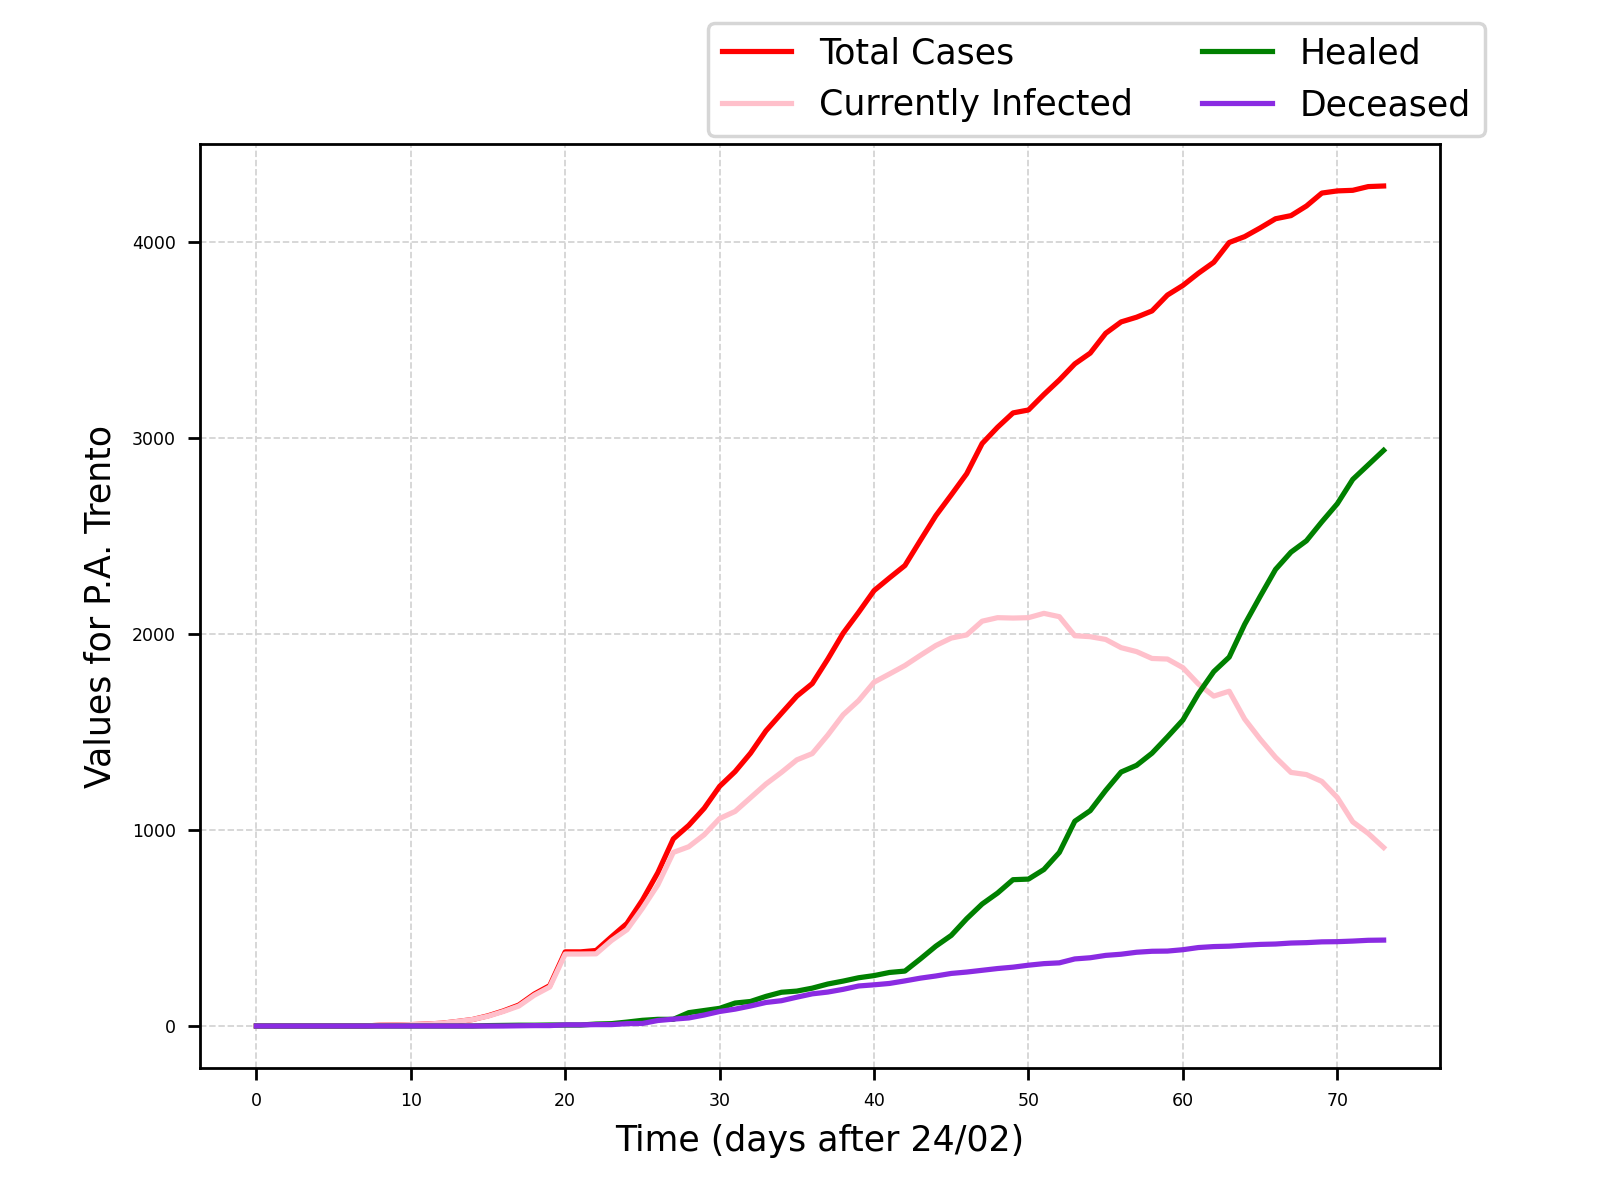 Total Cases
Currently Infected
Healed
Deceased
Values for P.A. Trento
4000
3000
2000
1000
0
0 10 20 30 40 50 60 70
Time (days after 24/02)